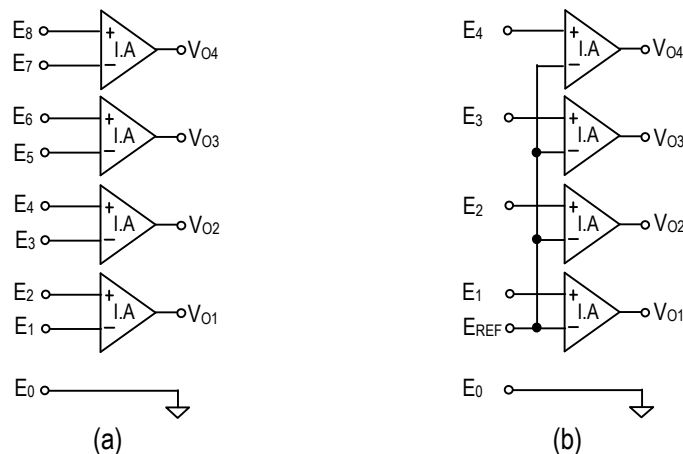 E8 + I.A VO4
E7 −
E6 + I.A VO3
E5 −
E4 + I.A VO2
E3 −
E2 + I.A VO1
E1 −
E0
(a)
E4 + I.A VO4
−
E3 + I.A VO3
−
E2 + I.A VO2
−
E1 + I.A VO1
EREF −
E0
(b)